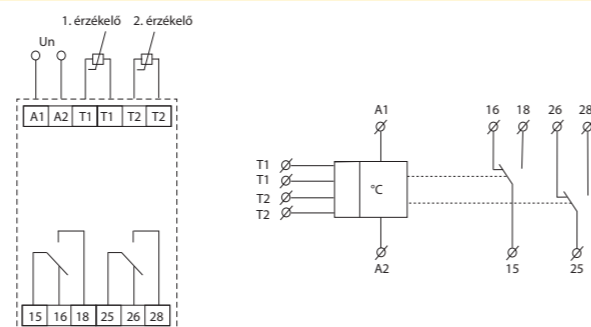 1. érzékelő 2. érzékelő
Un
A1 A2 T1 T1 T2 T2
15 16 18 25 26 28
A1 16 18 26 28
T1
T1
T2
T2
°C
A2 15 25